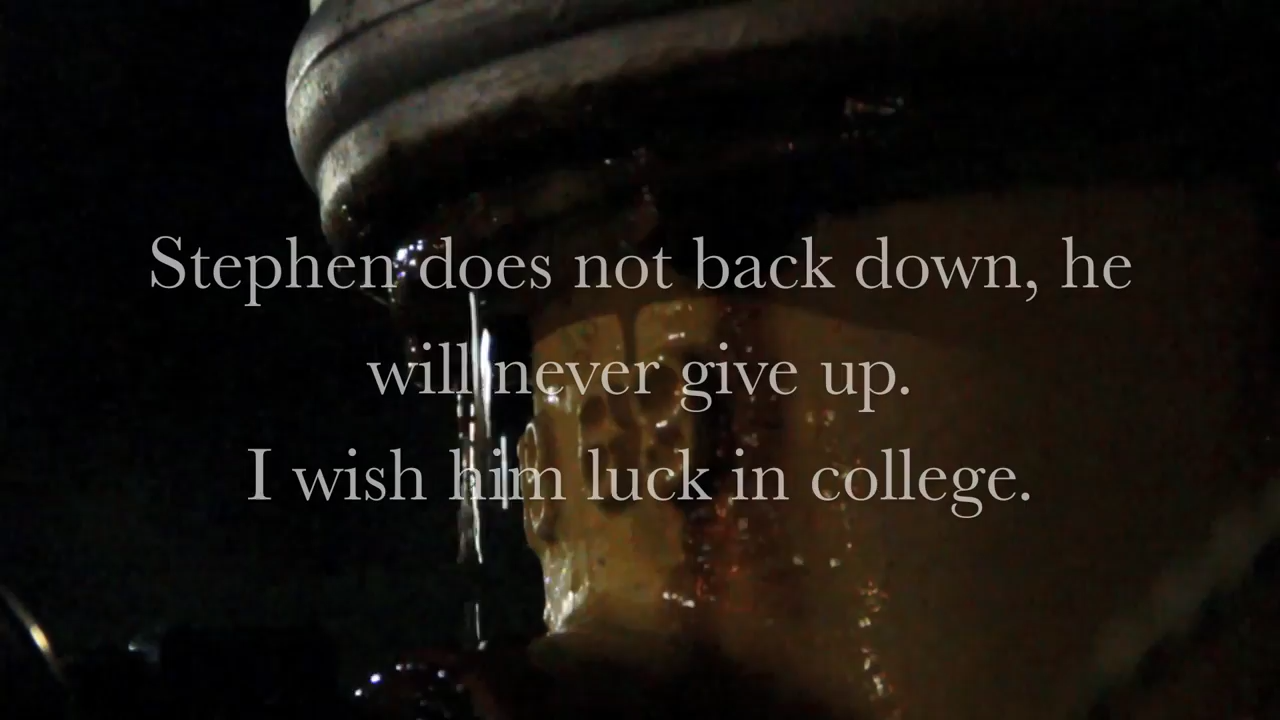 Stephen does not back down, he
will never give up.
I wish him luck in college.